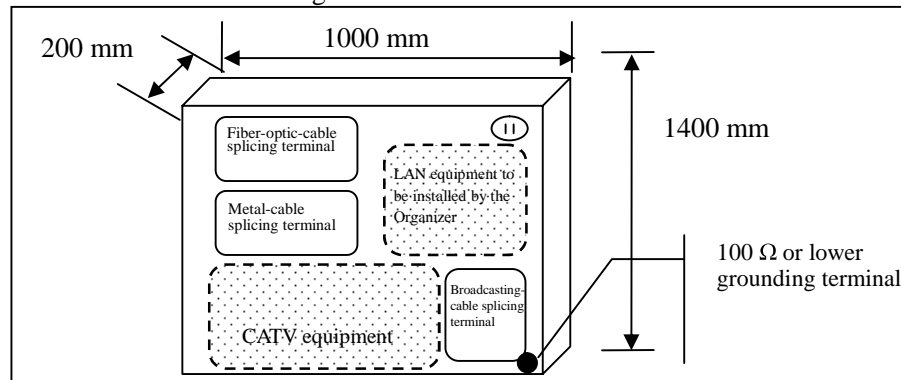 1000 mm
200 mm
1400 mm
Fiber-optic-cable
splicing terminal
LAN equipment to
be installed by the
Organizer
Metal-cable
splicing terminal
100 Ω or lower
grounding terminal
Broadcasting-
cable splicing
terminal
CATV equipment